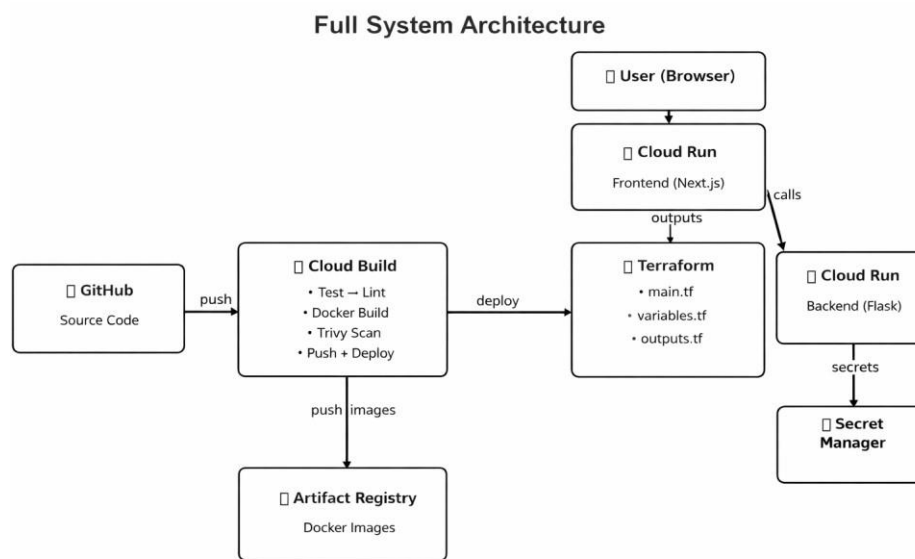 Full System Architecture
User (Browser)
Cloud Run
Frontend (Next.js)
calls
outputs
GitHub
Source Code
push
Cloud Build
• Test → Lint
• Docker Build
• Trivy Scan
• Push + Deploy
deploy
Terraform
• main.tf
• variables.tf
• outputs.tf
Cloud Run
Backend (Flask)
secrets
push images
Secret
Manager
Artifact Registry
Docker Images